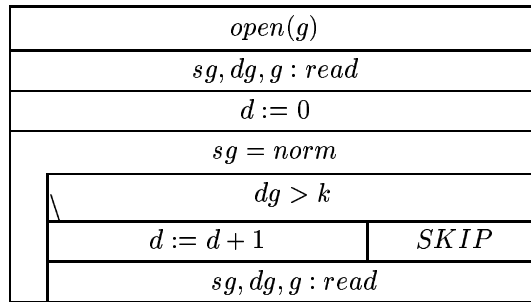 open(g)
sg, dg, g : read
d := 0
sg = norm
dg > k
d := d + 1 SKIP
sg, dg, g : read